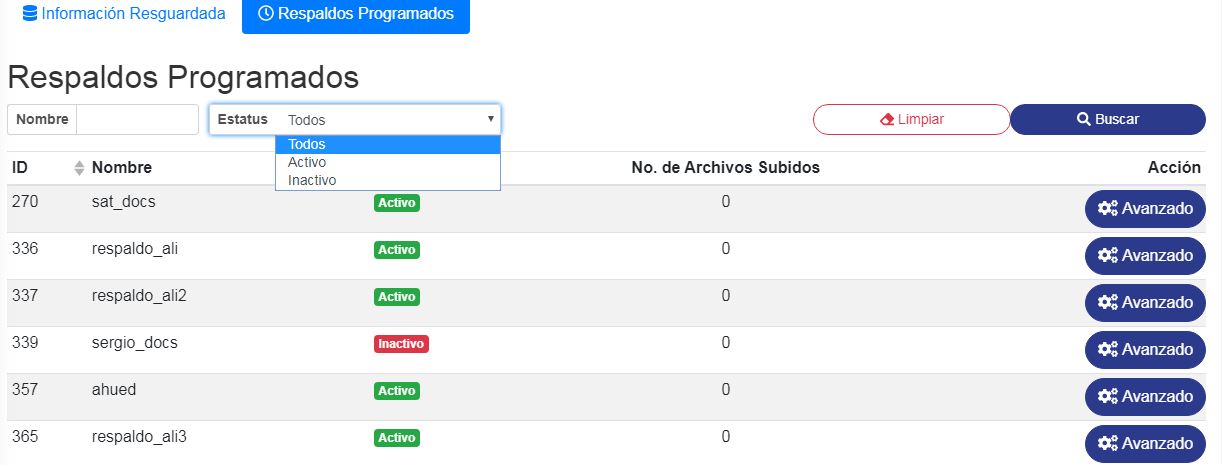 Información Resguardada Respaldos Programados
Respaldos Programados
Nombre Estatus Todos Limpiar Buscar
Todos
Activo
Inactivo
ID Nombre No. de Archivos Subidos Acción
270 sat_docs Activo 0 Avanzado
336 respaldo_ali Activo 0 Avanzado
337 respaldo_ali2 Activo 0 Avanzado
339 sergio_docs Inactivo 0 Avanzado
357 ahued Activo 0 Avanzado
365 respaldo_ali3 Activo 0 Avanzado